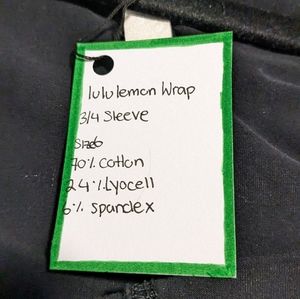 lululemon Wrap
3/4 Sleeve
Size6
70% Cotton
24% Lyocell
6% spandex